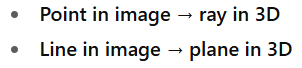 • Point in image → ray in 3D
• Line in image → plane in 3D